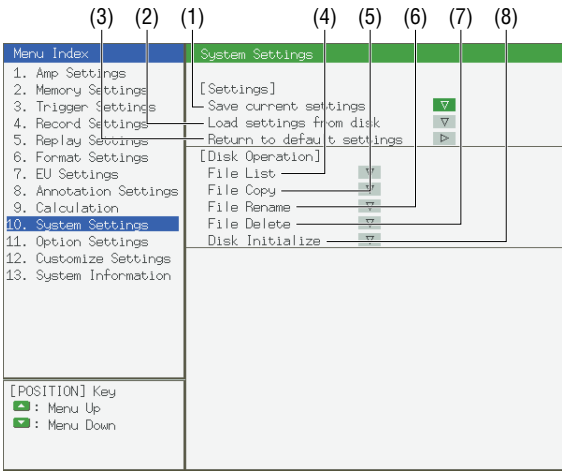 (3) (2) (1) (4) (5) (6) (7) (8)
Menu Index
1. Amp Settings
2. Memory Settings
3. Trigger Settings
4. Record Settings
5. Replay Settings
6. Format Settings
7. EU Settings
8. Annotation Settings
9. Calculation
10. System Settings
11. Option Settings
12. Customize Settings
13. System Information
[POSITION] Key
: Menu Up
: Menu Down
System Settings
[Settings]
Save current settings
Load settings from disk
Return to default settings
[Disk Operation]
File List
File Copy
File Rename
File Delete
Disk Initialize